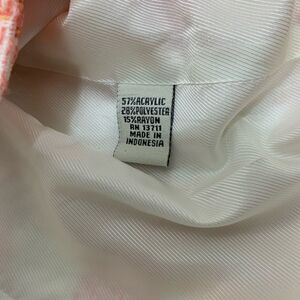 57%ACRYLIC
28%POLYESTER
15%RAYON
RN 13711
MADE IN
INDONESIA